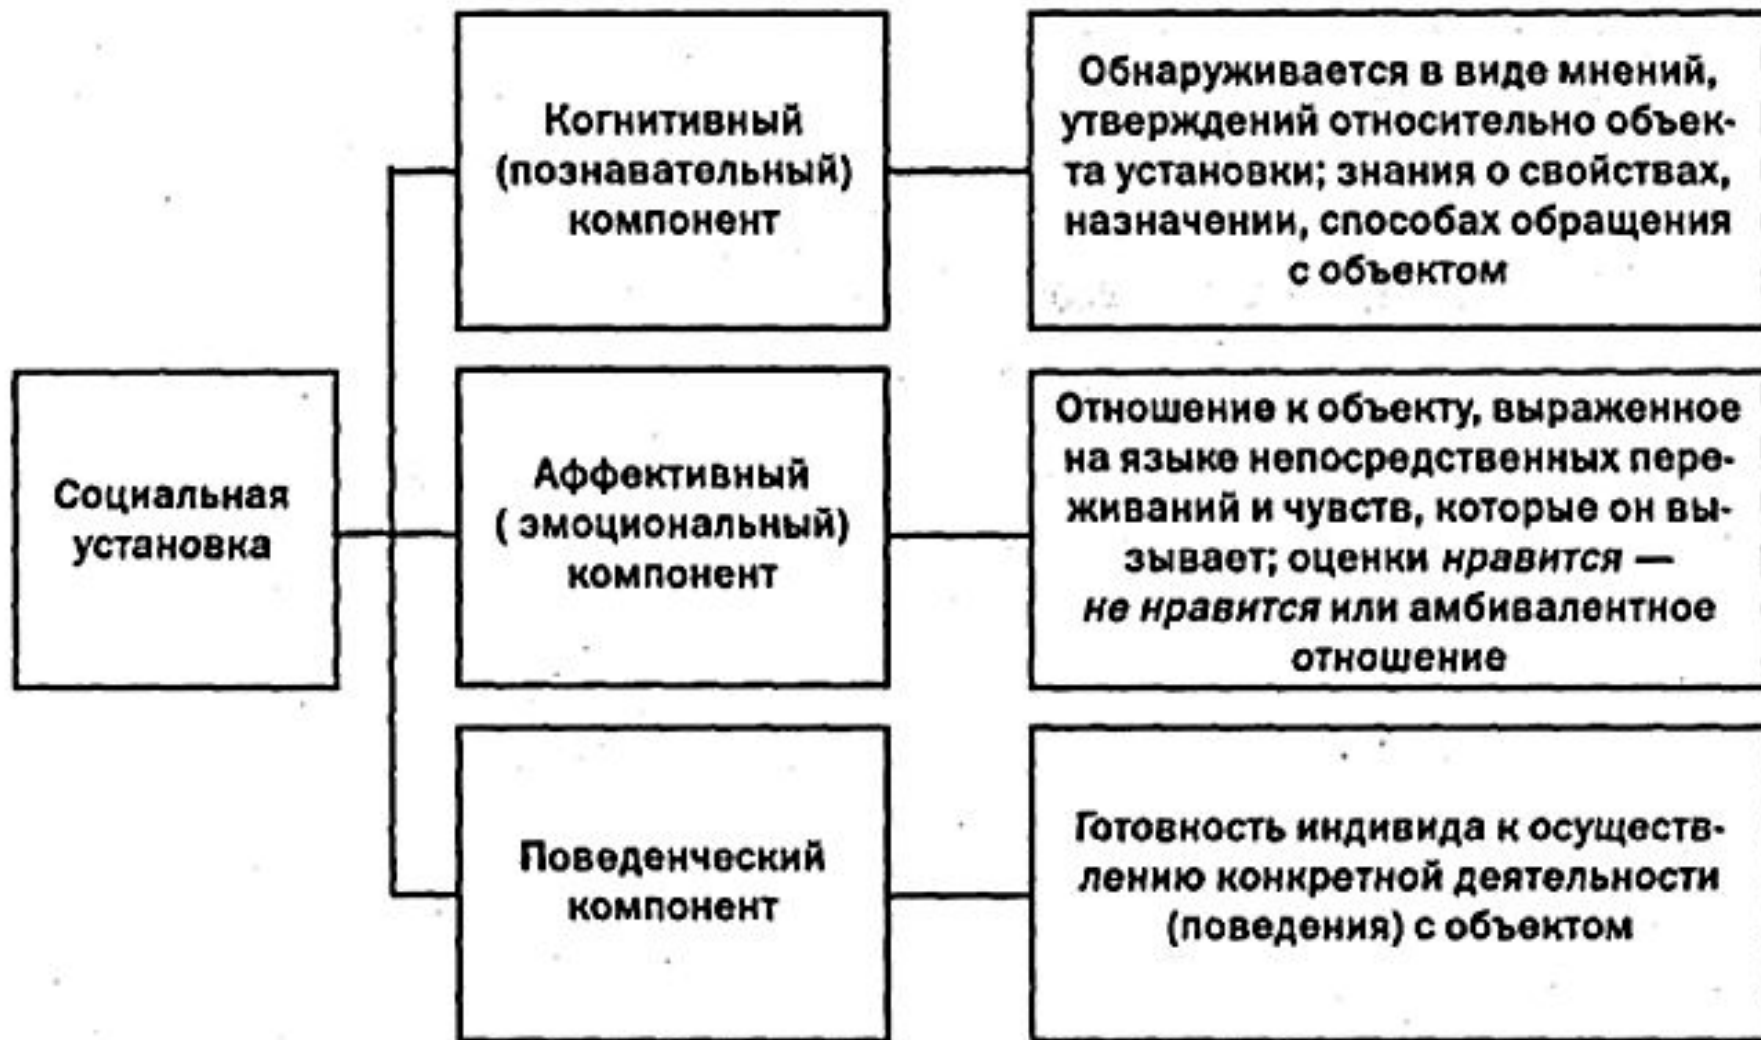 Социальная
установка
Когнитивный
(познавательный)
компонент
Обнаруживается в виде мнений,
утверждений относительно объек-
та установки; знания о свойствах,
назначении, способах обращения
с объектом
Аффективный
( эмоциональный)
компонент
Отношение к объекту, выраженное
на языке непосредственных пере-
живаний и чувств, которые он вы-
зывает; оценки нравится —
не нравится или амбивалентное
отношение
Поведенческий
компонент
Готовность индивида к осуществ-
лению конкретной деятельности
(поведения) с объектом